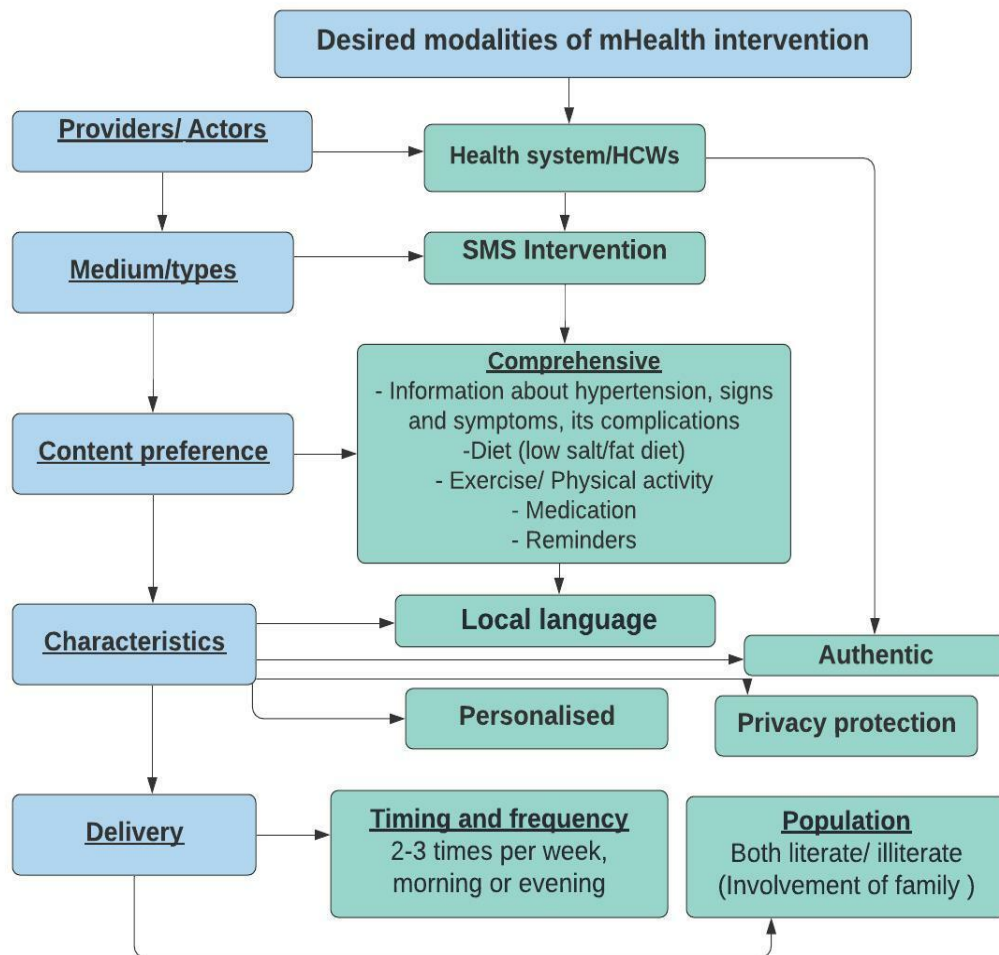 Desired modalities of mHealth intervention
Providers/ Actors
Health system/HCWs
SMS Intervention
Medium/types
Comprehensive
- Information about hypertension, signs
and symptoms, its complications
-Diet (low salt/fat diet)
- Exercise/ Physical activity
- Medication
- Reminders
Content preference
Local language
Characteristics
Authentic
Personalised
Privacy protection
Delivery
Timing and frequency
2-3 times per week,
morning or evening
Population
Both literate/ illiterate
(Involvement of family )